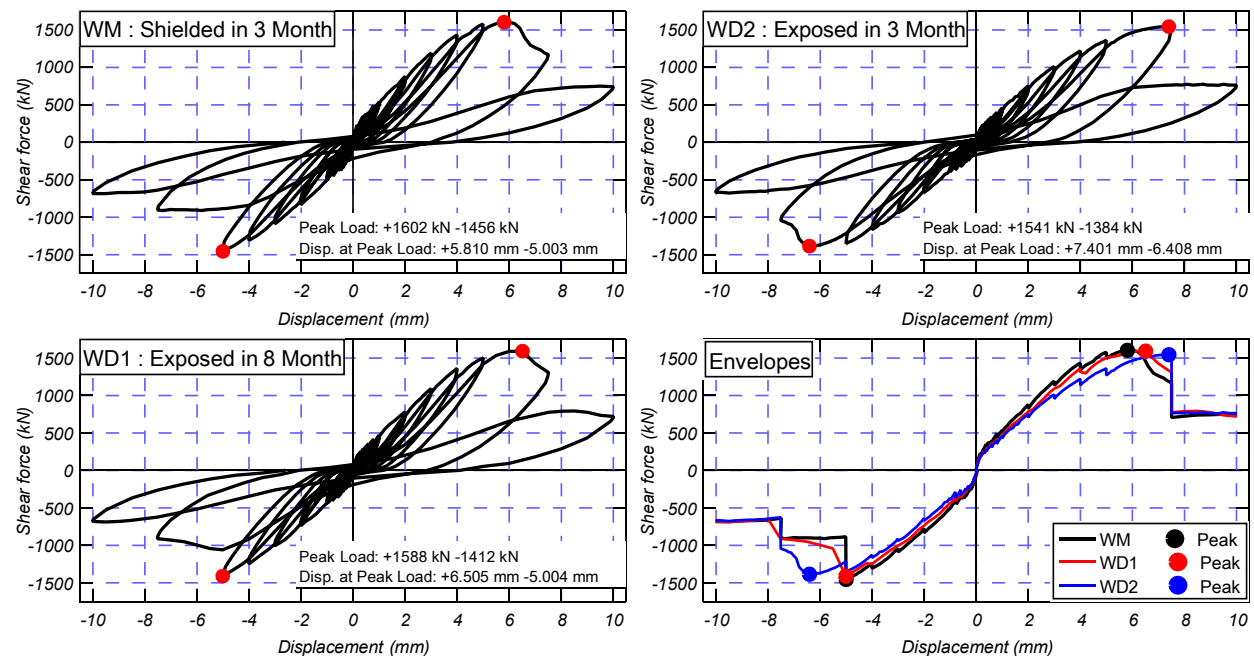 WM : Shielded in 3 Month
1500
1000
500
0
-500
-1000
-1500
Shear force (kN)
Peak Load: +1602 kN -1456 kN
Disp. at Peak Load: +5.810 mm -5.003 mm
-10 -8 -6 -4 -2 0 2 4 6 8 10
Displacement (mm)
WD2 : Exposed in 3 Month
1500
1000
500
0
-500
-1000
-1500
Shear force (kN)
Peak Load: +1541 kN -1384 kN
Disp. at Peak Load: +7.401 mm -6.408 mm
-10 -8 -6 -4 -2 0 2 4 6 8 10
Displacement (mm)
WD1 : Exposed in 8 Month
1500
1000
500
0
-500
-1000
-1500
Shear force (kN)
Peak Load: +1588 kN -1412 kN
Disp. at Peak Load: +6.505 mm -5.004 mm
-10 -8 -6 -4 -2 0 2 4 6 8 10
Displacement (mm)
Envelopes
1500
1000
500
0
-500
-1000
-1500
Shear force (kN)
WM Peak
WD1 Peak
WD2 Peak
-10 -8 -6 -4 -2 0 2 4 6 8 10
Displacement (mm)